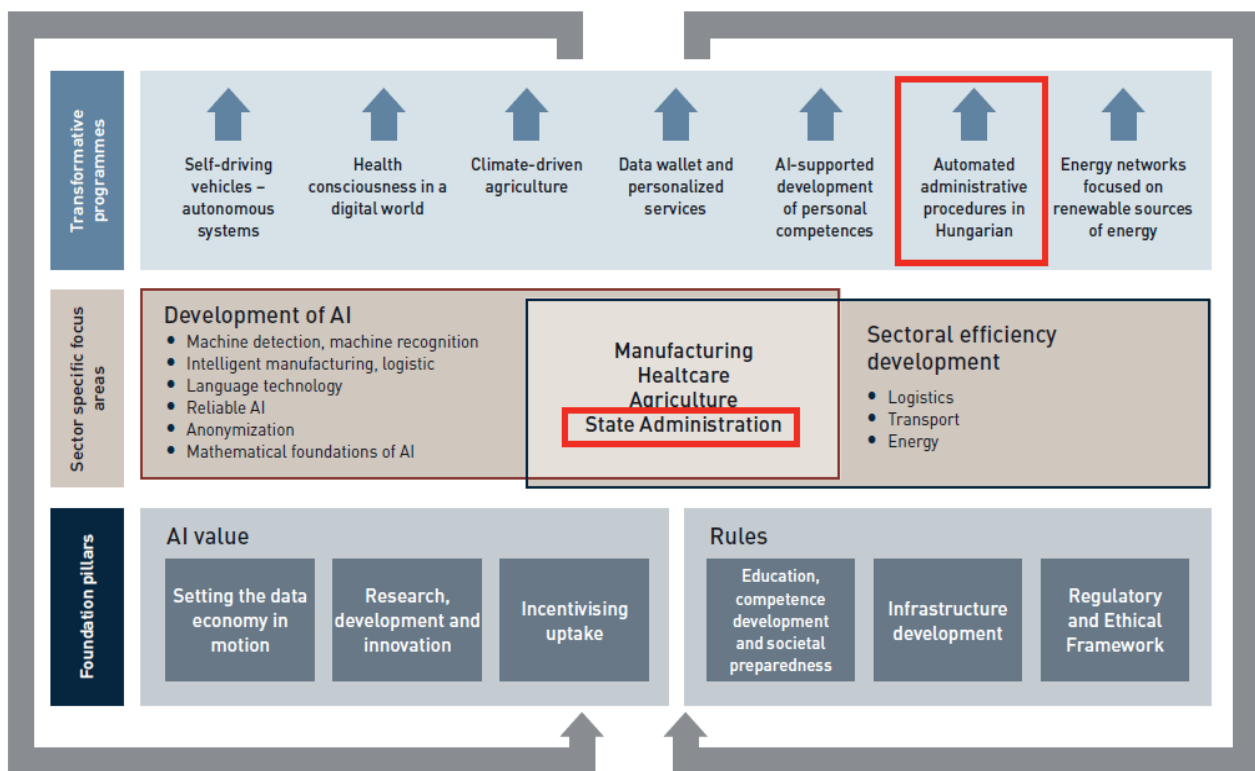 Transformative
programmes
Self-driving
vehicles –
autonomous
systems
Health
consciousness in a
digital world
Climate-driven
agriculture
Data wallet and
personalized
services
AI-supported
development
of personal
competences
Automated
administrative
procedures in
Hungarian
Energy networks
focused on
renewable sources
of energy
Sector specific focus
areas
Development of AI
• Machine detection, machine recognition
• Intelligent manufacturing, logistic
• Language technology
• Reliable AI
• Anonymization
• Mathematical foundations of AI
Manufacturing
Healtcare
Agriculture
State Administration
Sectoral efficiency
development
• Logistics
• Transport
• Energy
Foundation pillars
AI value
Setting the data
economy in
motion
Research,
development and
innovation
Incentivising
uptake
Rules
Education,
competence
development
and societal
preparedness
Infrastructure
development
Regulatory
and Ethical
Framework